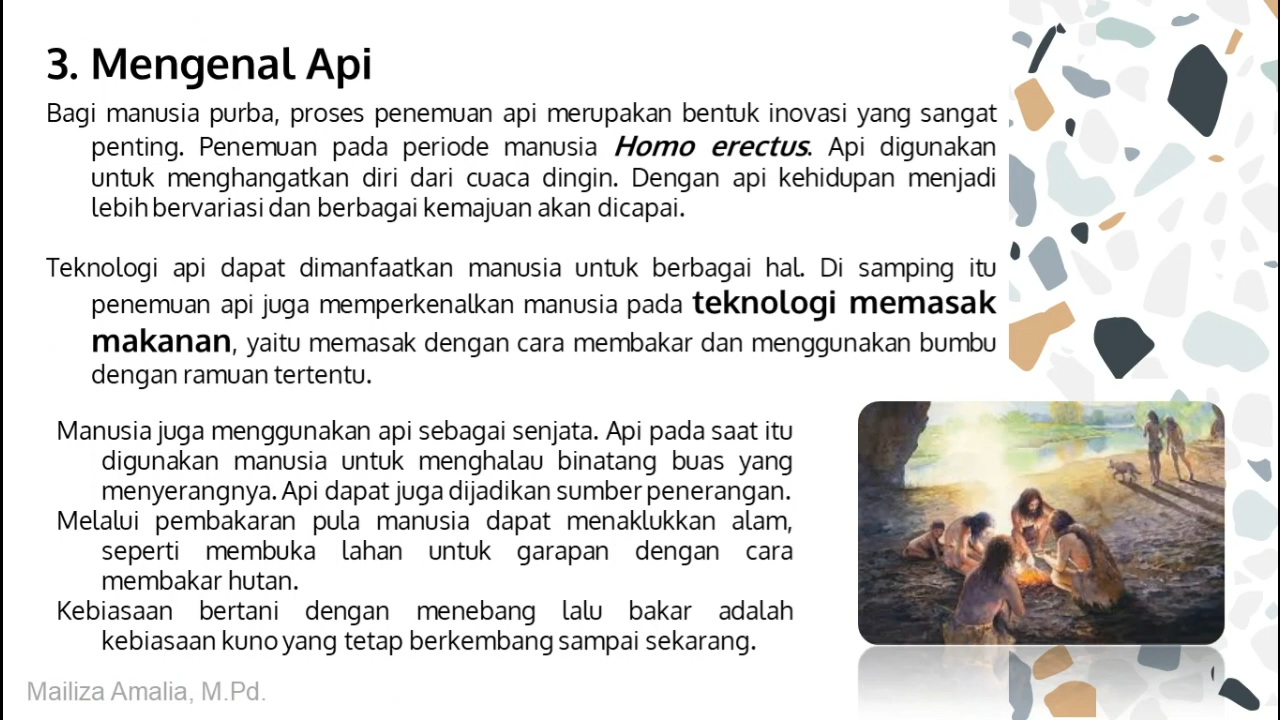 3. Mengenal Api
Bagi manusia purba, proses penemuan api merupakan bentuk inovasi yang sangat
penting. Penemuan pada periode manusia Homo erectus. Api digunakan
untuk menghangatkan diri dari cuaca dingin. Dengan api kehidupan menjadi
lebih bervariasi dan berbagai kemajuan akan dicapai.
Teknologi api dapat dimanfaatkan manusia untuk berbagai hal. Di samping itu
penemuan api juga memperkenalkan manusia pada teknologi memasak
makanan, yaitu memasak dengan cara membakar dan menggunakan bumbu
dengan ramuan tertentu.
Manusia juga menggunakan api sebagai senjata. Api pada saat itu
digunakan manusia untuk menghalau binatang buas yang
menyerangnya. Api dapat juga dijadikan sumber penerangan.
Melalui pembakaran pula manusia dapat menaklukkan alam,
seperti membuka lahan untuk garapan dengan cara
membakar hutan.
Kebiasaan bertani dengan menebang lalu bakar adalah
kebiasaan kuno yang tetap berkembang sampai sekarang.
Mailiza Amalia, M.Pd.